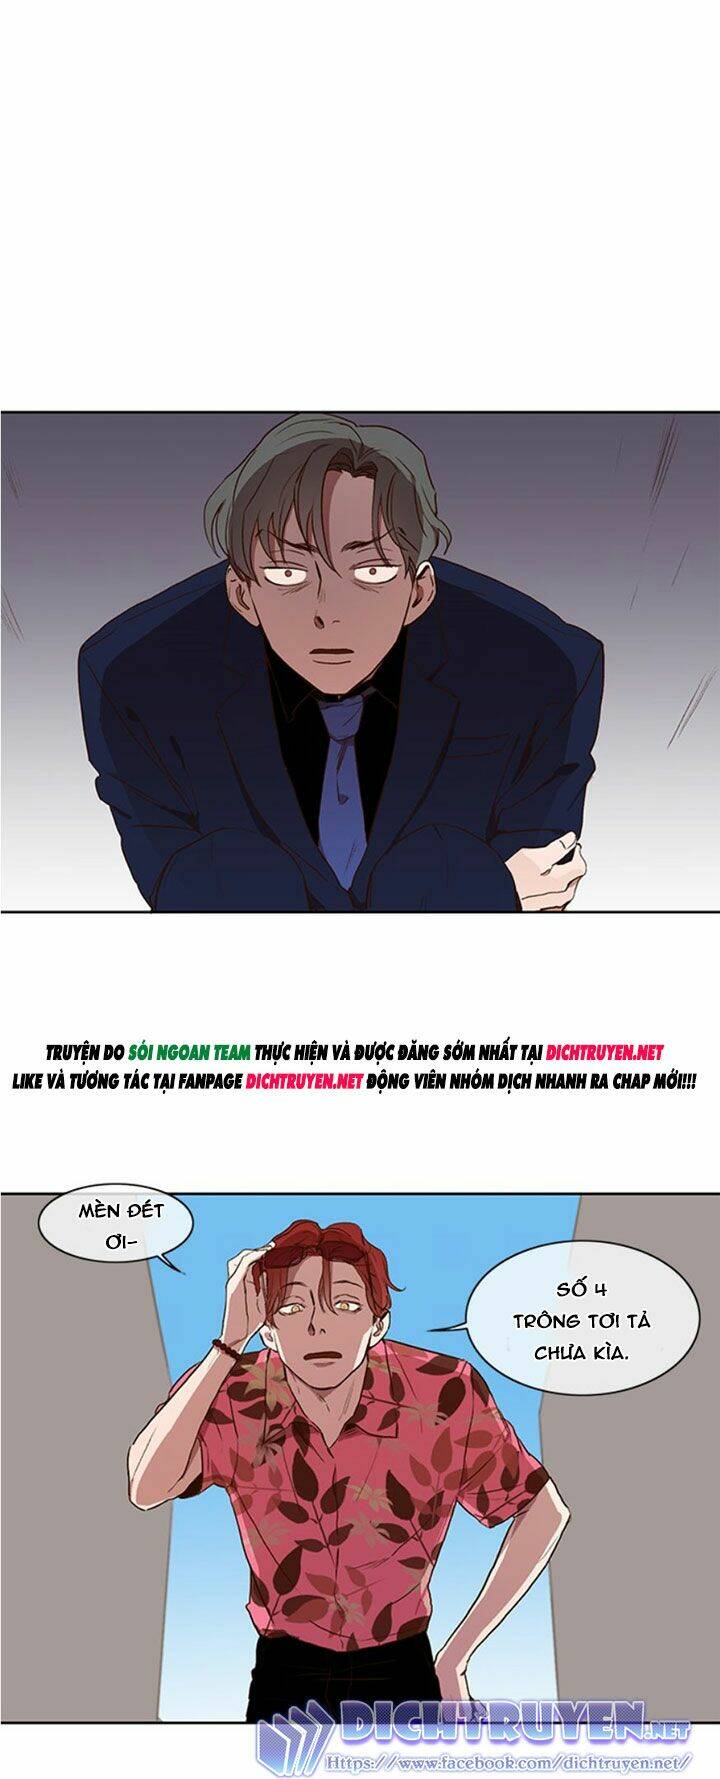 TRUYỆN DO SÓI NGOAN TEAM THỰC HIỆN VÀ ĐƯỢC ĐĂNG SỚM NHẤT TẠI DICHTRUYEN.NET
LIKE VÀ TƯƠNG TÁC TẠI FANPAGE DICHTRUYEN.NET ĐỘNG VIÊN NHÓM DỊCH NHANH RA CHAP MỚI!!!
MÈN ĐÉT
ƠI-
SỐ 4
TRÔNG TƠI TẢ
CHƯA KÌA.
DICHTRUYEN.NET
Https://www.facebook.com/dichtruyen.net/